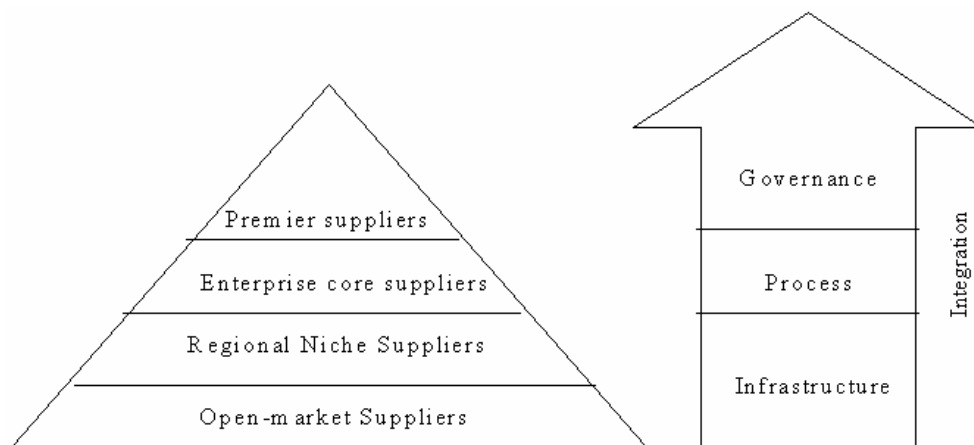 Premier suppliers
Enterprise core suppliers
Regional Niche Suppliers
Open-market Suppliers
Governance
Process
Infrastructure
Integration